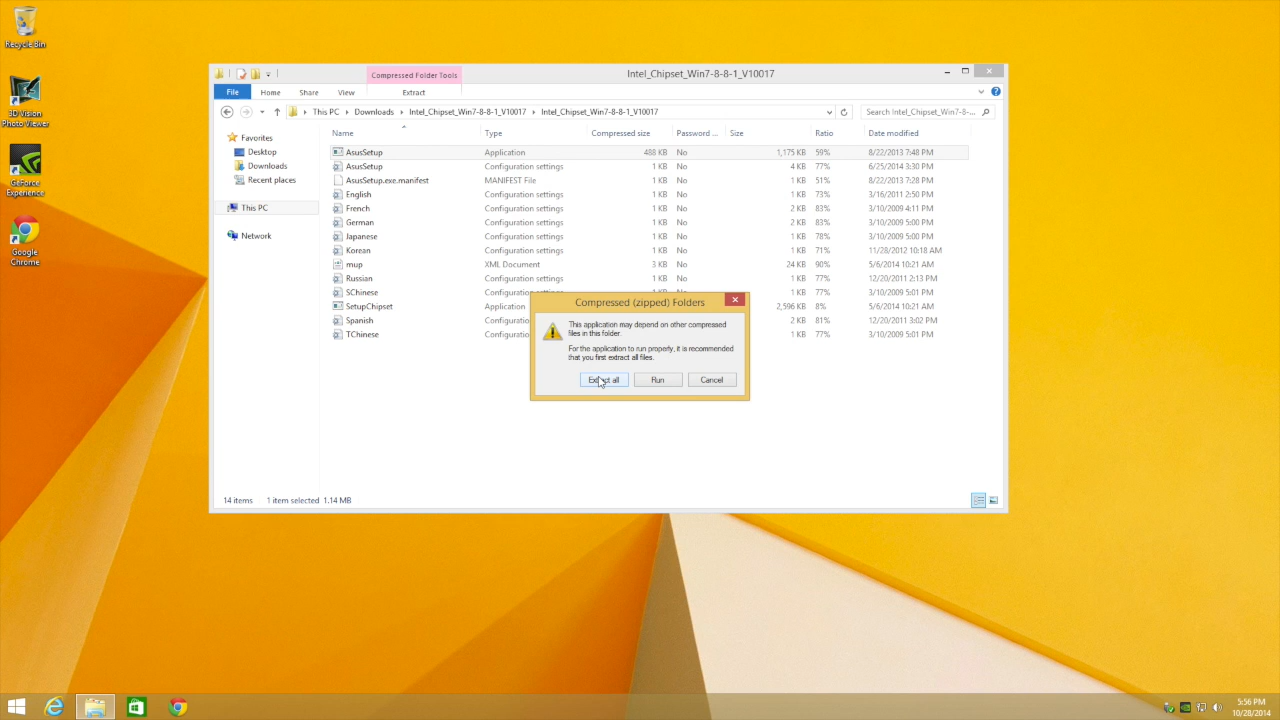 Recycle Bin
3D Vision
Photo Viewer
GeForce
Experience
Google
Chrome
Compressed Folder Tools
Intel_Chipset_Win7-8-8-1_V10017
File
Home
Share
View
Extract
This PC
Downloads
Intel_Chipset_Win7-8-8-1_V10017
Intel_Chipset_Win7-8-8-1_V10017
Search Intel_Chipset_Win7-8-...
Favorites
Desktop
Downloads
Recent places
This PC
Network
Name Type Compressed size Password ... Size Ratio Date modified
AsusSetup Application 488 KB No 1,175 KB 59% 8/22/2013 7:48 PM
AsusSetup Configuration settings 1 KB No 4 KB 77% 6/25/2014 3:30 PM
AsusSetup.exe.manifest MANIFEST File 1 KB No 1 KB 51% 8/22/2013 7:28 PM
English Configuration settings 1 KB No 1 KB 73% 3/16/2011 2:50 PM
French Configuration settings 1 KB No 2 KB 83% 3/10/2009 4:11 PM
German Configuration settings 1 KB No 2 KB 83% 3/10/2009 5:00 PM
Japanese Configuration settings 1 KB No 1 KB 78% 3/10/2009 5:00 PM
Korean Configuration settings 1 KB No 1 KB 71% 11/28/2012 10:18 AM
mup XML Document 3 KB No 24 KB 90% 5/6/2014 10:21 AM
Russian Configuration settings 1 KB No 1 KB 77% 12/20/2011 2:13 PM
SChinese Configuration settings 1 KB No 1 KB 77% 3/10/2009 5:01 PM
SetupChipset Application 2,596 KB 8% 5/6/2014 10:21 AM
Spanish Configuratio 2 KB 81% 12/20/2011 3:02 PM
TChinese Configuratio 1 KB 77% 3/10/2009 5:01 PM
Compressed (zipped) Folders
This application may depend on other compressed
files in this folder.
For the application to run properly, it is recommended
that you first extract all files.
Extract all
Run
Cancel
14 items 1 item selected 1.14 MB
5:56 PM
10/28/2014